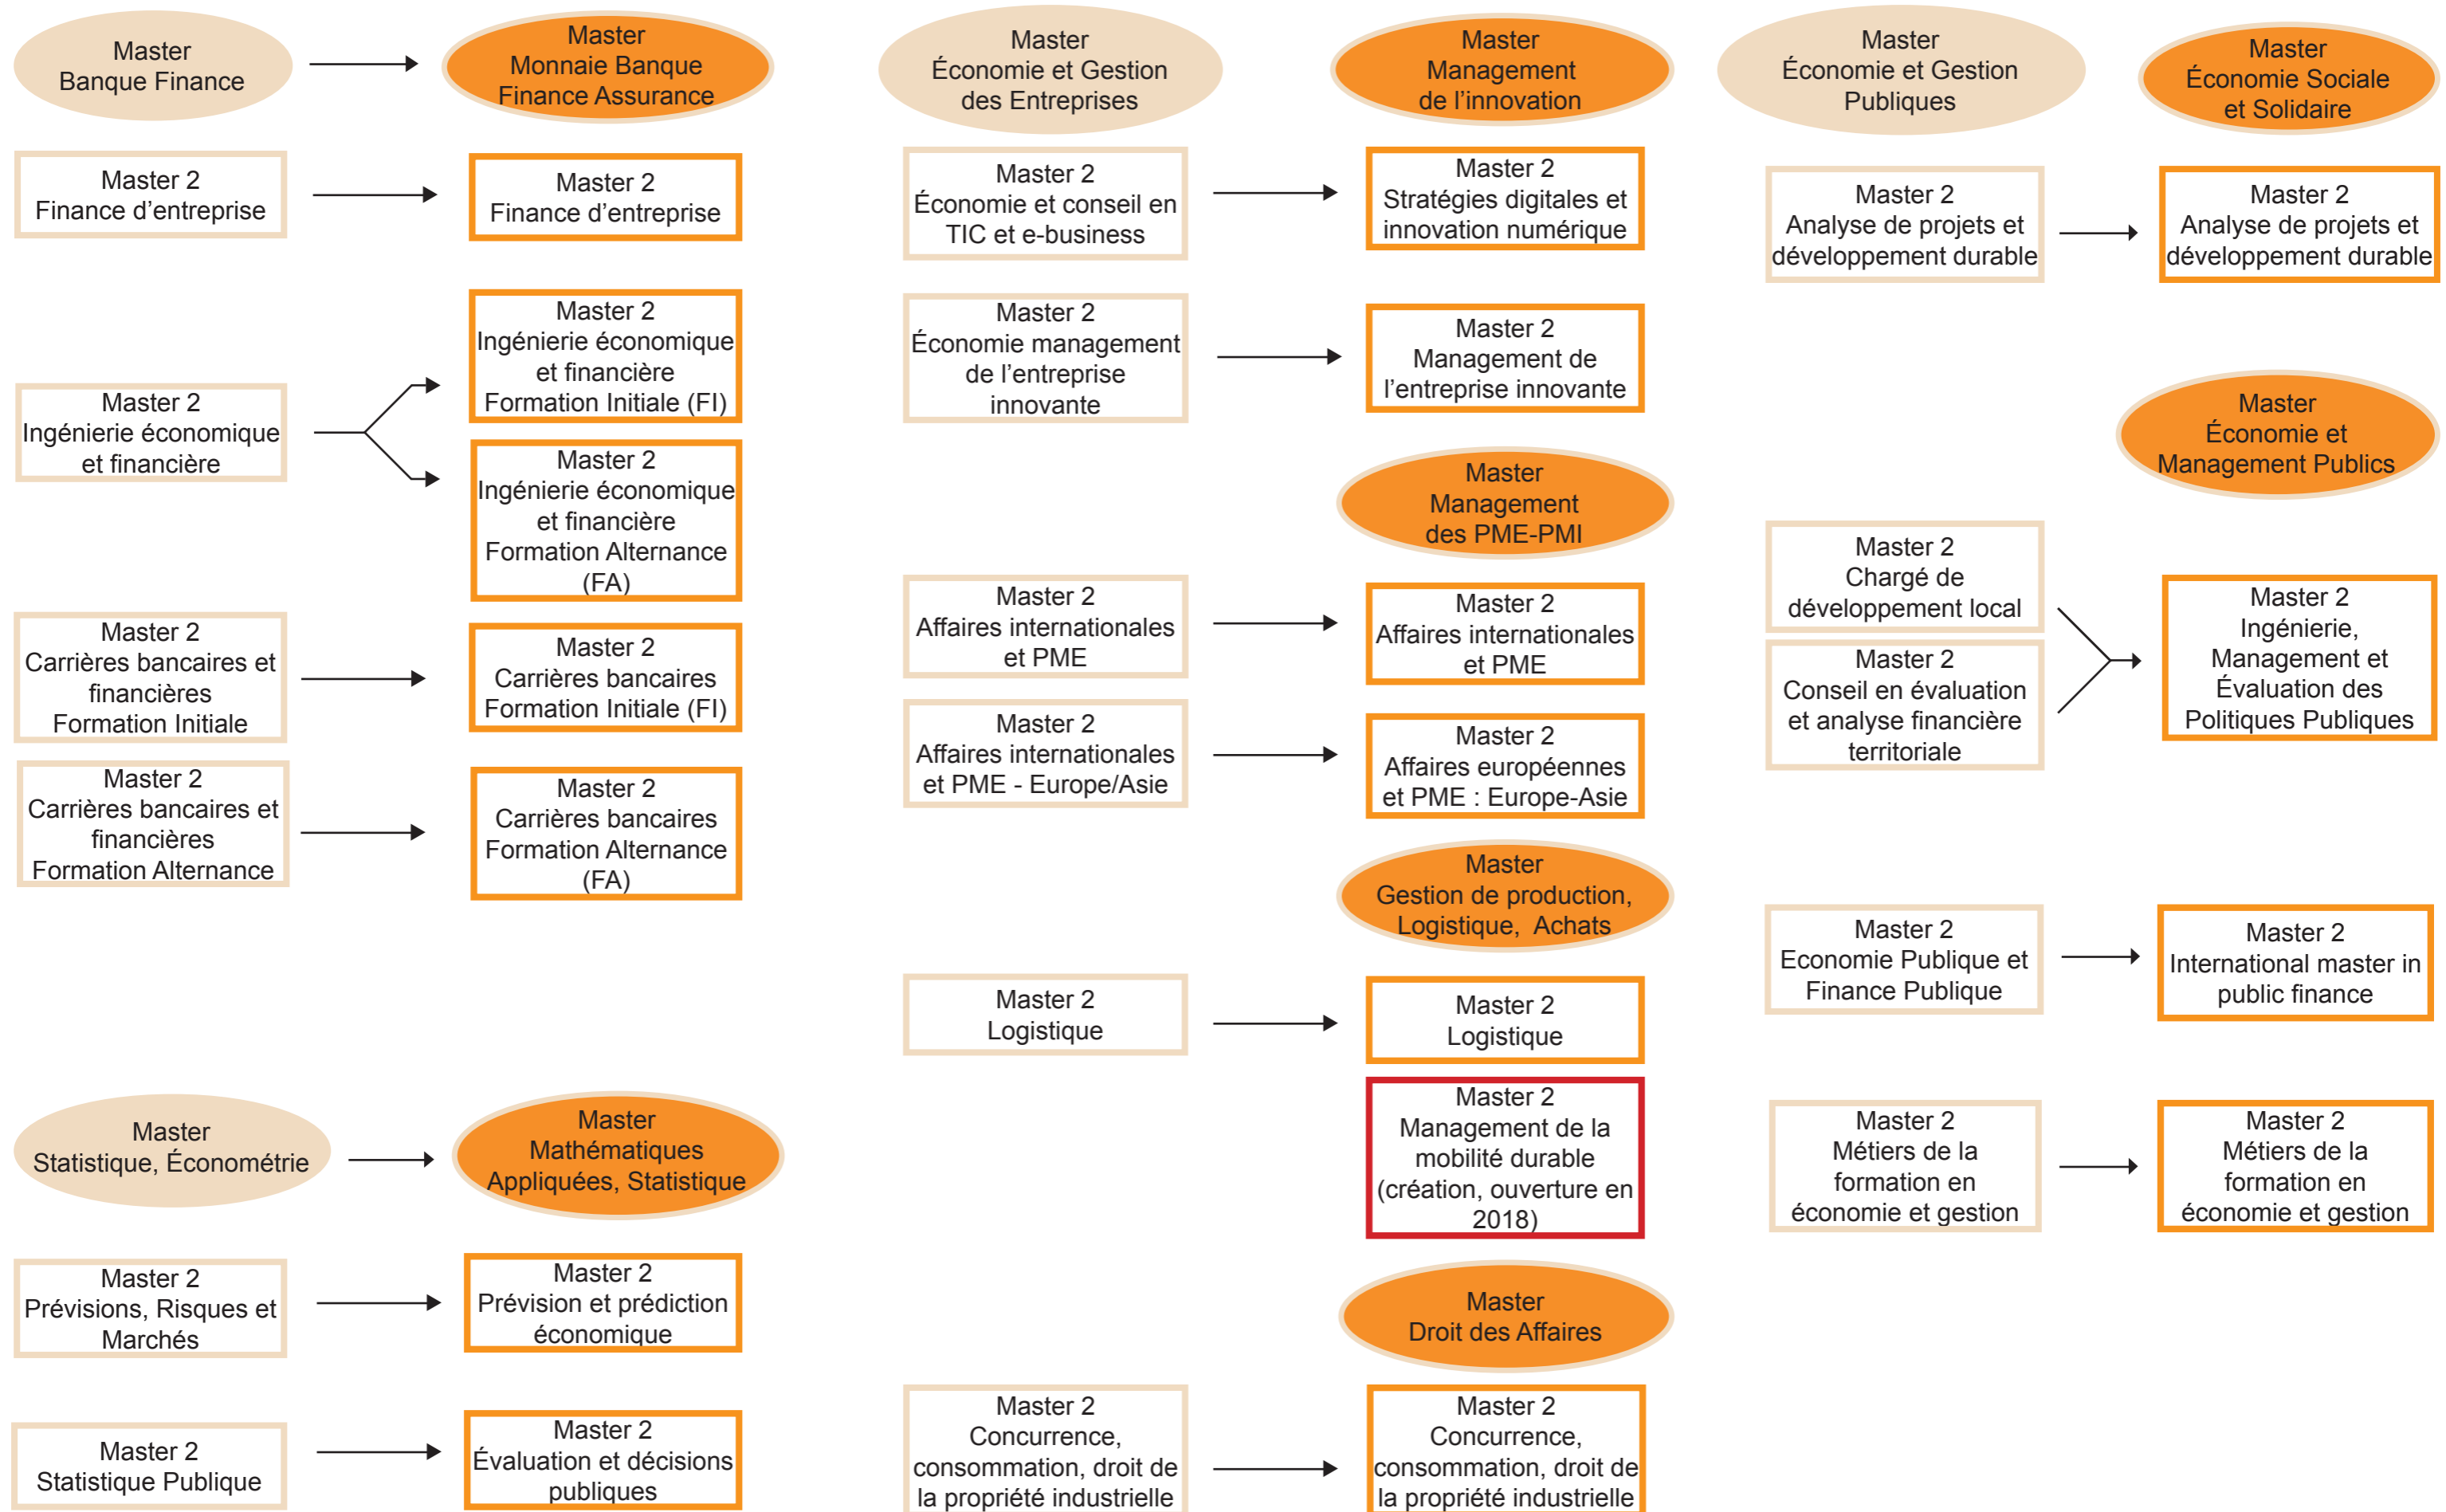 Master
Banque Finance
Master
Monnaie Banque
Finance Assurance
Master 2
Finance d'entreprise
Master 2
Finance d'entreprise
Master 2
Ingénierie économique
et financière
Master 2
Ingénierie économique
et financière
Formation Initiale (FI)
Master 2
Ingénierie économique
et financière
Formation Alternance
(FA)
Master 2
Carrières bancaires et
financières
Formation Initiale
Master 2
Carrières bancaires
Formation Initiale (FI)
Master 2
Carrières bancaires et
financières
Formation Alternance
Master 2
Carrières bancaires
Formation Alternance
(FA)
Master
Statistique, Économétrie
Master
Mathématiques
Appliquées, Statistique
Master 2
Prévisions, Risques et
Marchés
Master 2
Prévision et prédiction
économique
Master 2
Statistique Publique
Master 2
Évaluation et décisions
publiques
Master
Économie et Gestion
des Entreprises
Master
Management
de l'innovation
Master 2
Économie et conseil en
TIC et e-business
Master 2
Stratégies digitales et
innovation numérique
Master 2
Économie management
de l'entreprise
innovante
Master 2
Management de
l'entreprise innovante
Master
Management
des PME-PMI
Master 2
Affaires internationales
et PME
Master 2
Affaires internationales
et PME
Master 2
Affaires internationales
et PME - Europe/Asie
Master 2
Affaires européennes
et PME : Europe-Asie
Master
Gestion de production,
Logistique, Achats
Master 2
Logistique
Master 2
Logistique
Master 2
Management de la
mobilité durable
(création, ouverture en
2018)
Master
Droit des Affaires
Master 2
Concurrence,
consommation, droit de
la propriété industrielle
Master 2
Concurrence,
consommation, droit de
la propriété industrielle
Master
Économie et Gestion
Publiques
Master
Économie Sociale
et Solidaire
Master 2
Analyse de projets et
développement durable
Master 2
Analyse de projets et
développement durable
Master
Économie et
Management Publics
Master 2
Chargé de
développement local
Master 2
Conseil en évaluation
et analyse financière
territoriale
Master 2
Ingénierie,
Management et
Évaluation des
Politiques Publiques
Master 2
Economie Publique et
Finance Publique
Master 2
International master in
public finance
Master 2
Métiers de la
formation en
économie et gestion
Master 2
Métiers de la
formation en
économie et gestion